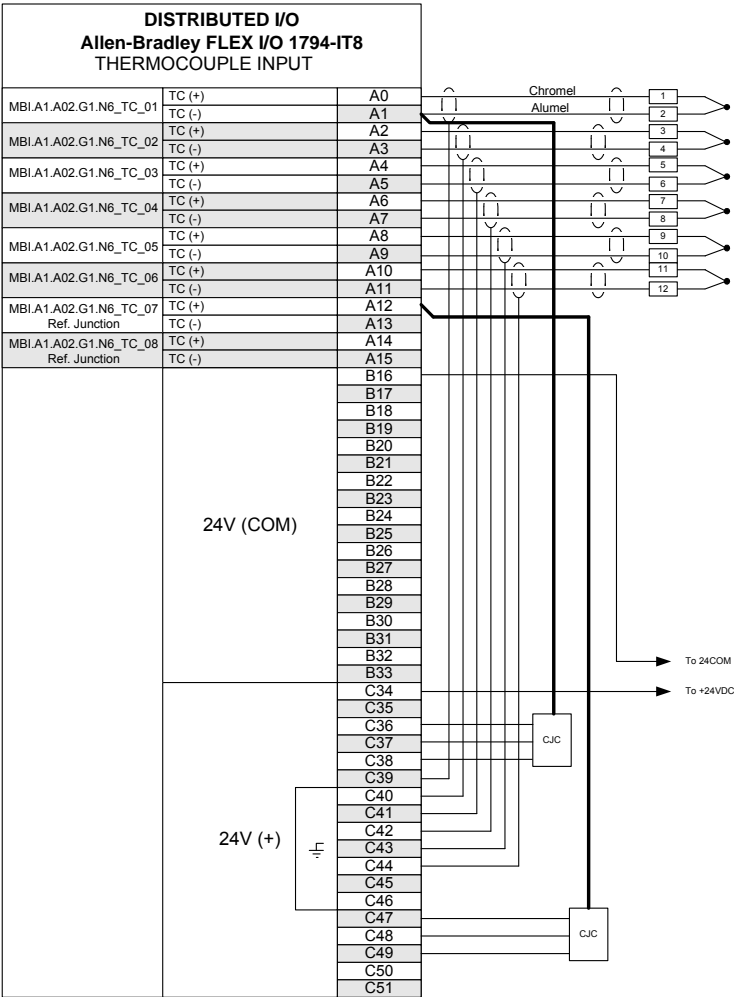 DISTRIBUTED I/O
Allen-Bradley FLEX I/O 1794-IT8
THERMOCOUPLE INPUT
MBI.A1.A02.G1.N6_TC_01
TC (+)
A0
Chromel
1
TC (-)
A1
Alumel
2
MBI.A1.A02.G1.N6_TC_02
TC (+)
A2
3
TC (-)
A3
4
MBI.A1.A02.G1.N6_TC_03
TC (+)
A4
5
TC (-)
A5
6
MBI.A1.A02.G1.N6_TC_04
TC (+)
A6
7
TC (-)
A7
8
MBI.A1.A02.G1.N6_TC_05
TC (+)
A8
9
TC (-)
A9
10
MBI.A1.A02.G1.N6_TC_06
TC (+)
A10
11
TC (-)
A11
12
MBI.A1.A02.G1.N6_TC_07
Ref. Junction
TC (+)
A12
TC (-)
A13
MBI.A1.A02.G1.N6_TC_08
Ref. Junction
TC (+)
A14
TC (-)
A15
24V (COM)
B16
B17
B18
B19
B20
B21
B22
B23
B24
B25
B26
B27
B28
B29
B30
B31
B32
B33
To 24COM
24V (+)
C34
To +24VDC
C35
C36
C37
CJC
C38
C39
C40
C41
C42
C43
C44
C45
C46
C47
C48
CJC
C49
C50
C51